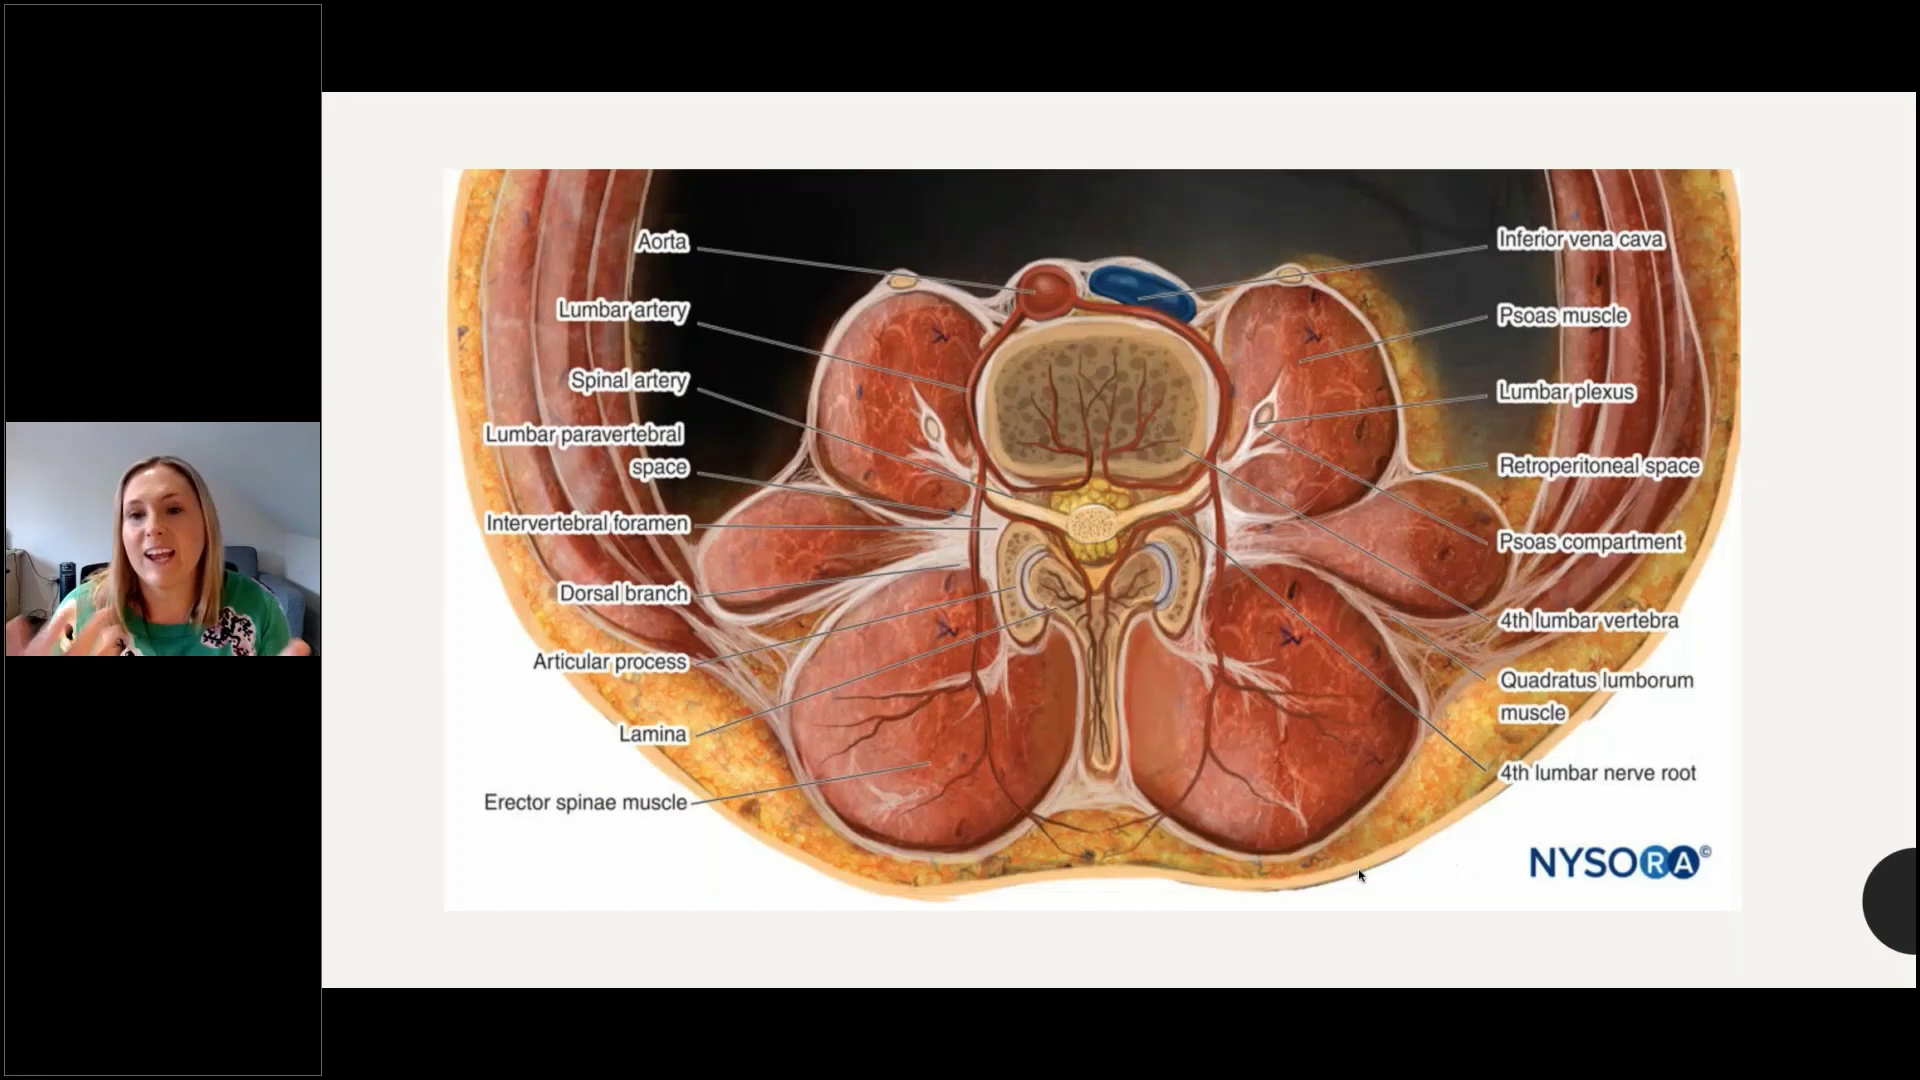 Aorta
Lumbar artery
Spinal artery
Lumbar paravertebral
space
Intervertebral foramen
Dorsal branch
Articular process
Lamina
Erector spinae muscle
Inferior vena cava
Psoas muscle
Lumbar plexus
Retroperitoneal space
Psoas compartment
4th lumbar vertebra
Quadratus lumborum
muscle
4th lumbar nerve root
NYSORA©